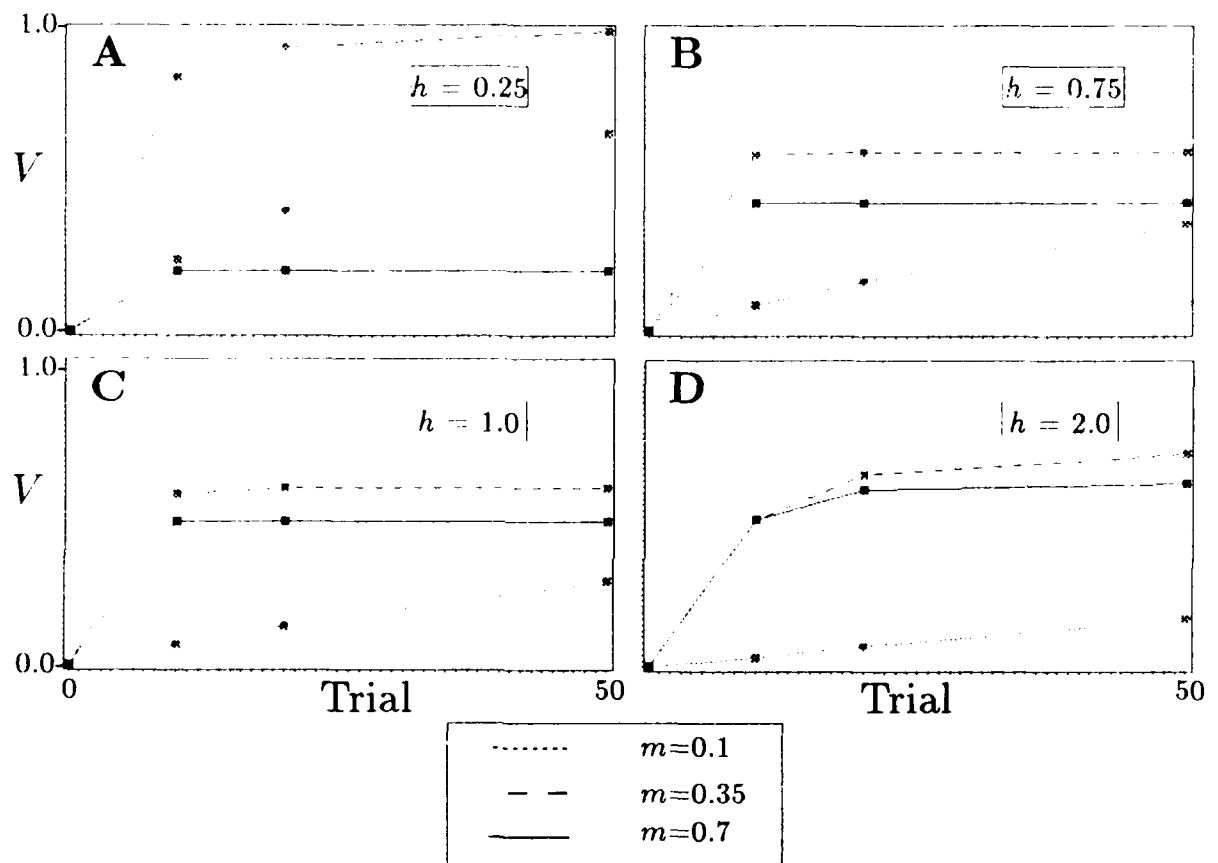 1.0
A
h = 0.25
V
0.0
B
h = 0.75
1.0
C
h = 1.0
V
0.0
0
Trial
50
D
h = 2.0
Trial
50
m=0.1
m=0.35
m=0.7